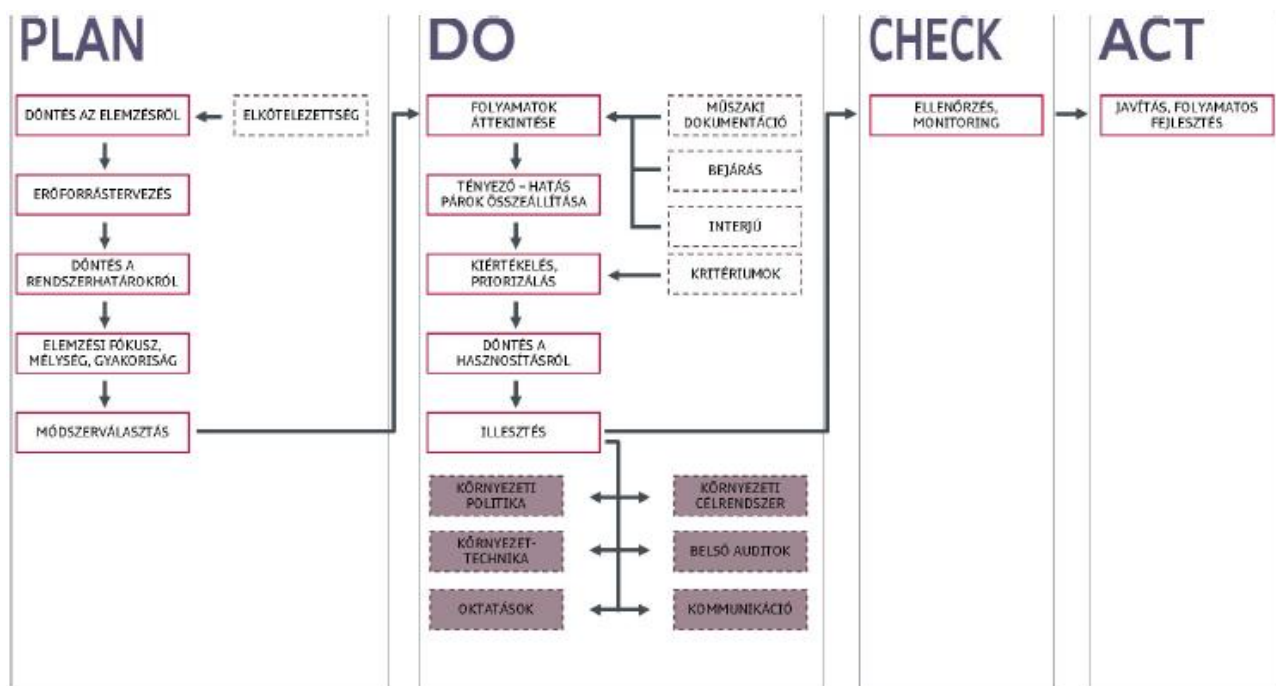 PLAN
DÖNTÉS AZ ELEMZÉSRŐL
ELKÖTELEZETTSÉG
ERŐFORRÁSTERVEZÉS
DÖNTÉS A
RENDSZERHATÁROKRÓL
ELEMZÉSI FÓKUSZ,
MÉLYSÉG, GYAKORISÁG
MÓDSZERVÁLASZTÁS
DO
FOLYAMATOK
ÁTTEKINTÉSE
MŰSZAKI
DOKUMENTÁCIÓ
BEJÁRÁS
TÉNYEZŐ – HATÁS
PÁROK ÖSSZEÁLLÍTÁSA
INTERJÚ
KIÉRTÉKELÉS,
PRIORIZÁLÁS
KRITÉRIUMOK
DÖNTÉS A
HASZNOSÍTÁSRÓL
ILLESZTÉS
KÖRNYEZETI
POLITIKA
KÖRNYEZETI
CÉLRENDSZER
KÖRNYEZET-
TECHNIKA
BELSŐ AUDITOK
OKTATÁSOK
KOMMUNIKÁCIÓ
CHECK
ELLENŐRZÉS,
MONITORING
ACT
JAVÍTÁS, FOLYAMATOS
FEJLESZTÉS